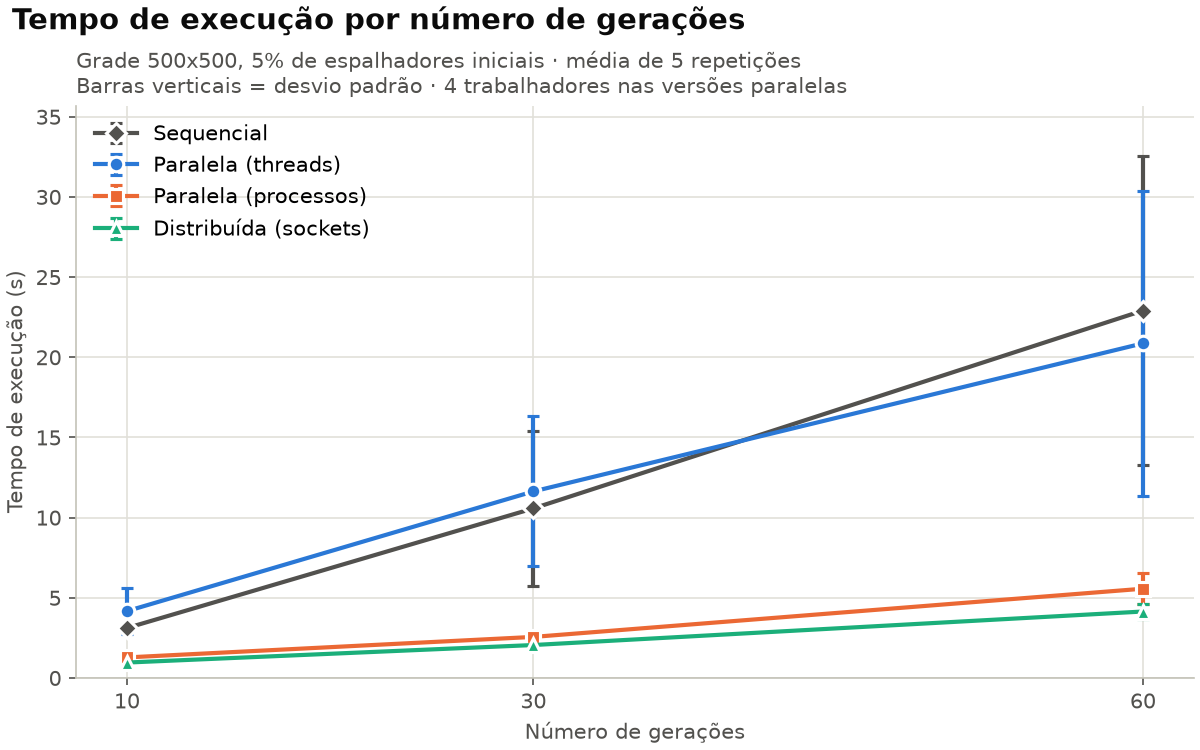 Tempo de execução por número de gerações
Grade 500x500, 5% de espalhadores iniciais · média de 5 repetições
Barras verticais = desvio padrão · 4 trabalhadores nas versões paralelas
Sequencial
Paralela (threads)
Paralela (processos)
Distribuída (sockets)
Tempo de execução (s)
35
30
25
20
15
10
5
0
10
30
60
Número de gerações